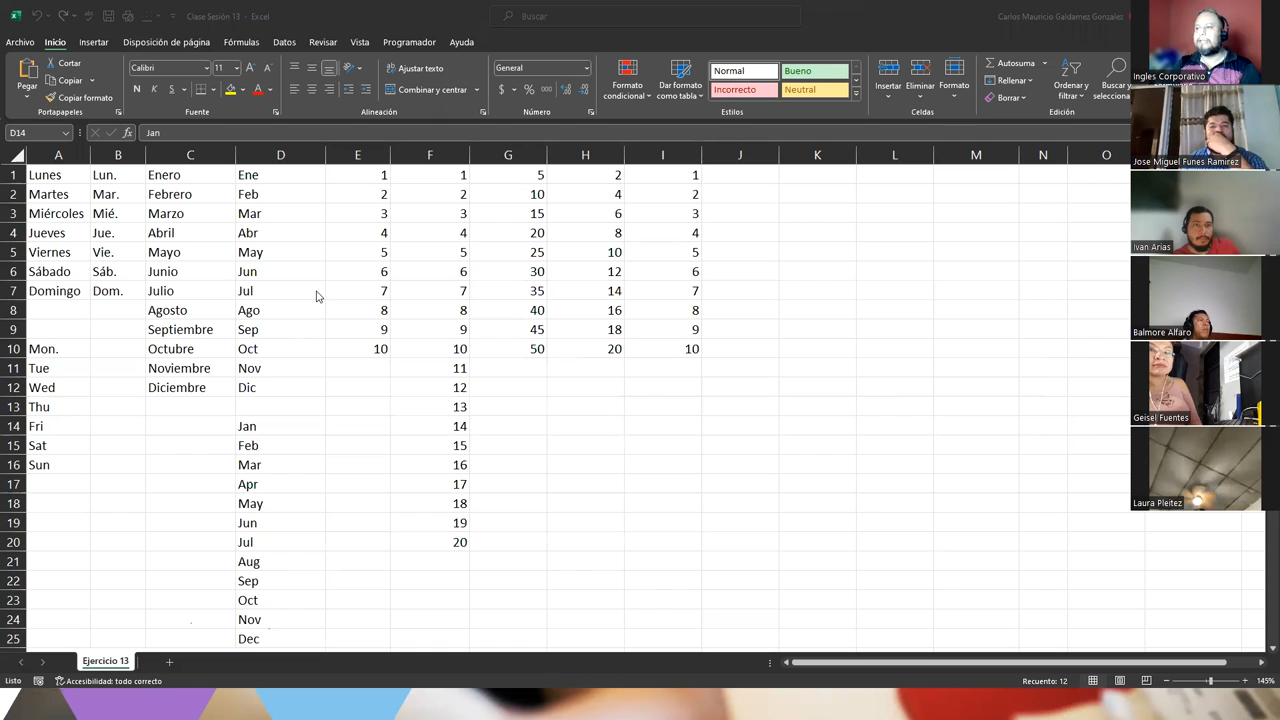 Clase Sesión 13 - Excel
Buscar
Carlos Mauricio Galdamez Gonzalez
Archivo Inicio Insertar Disposición de página Fórmulas Datos Revisar Vista Programador Ayuda
Pegar
Cortar
Copiar
Copiar formato
Portapapeles
Calibri 11
N K S
Fuente
Ajustar texto
Combinar y centrar
Alineación
General
$ % 000
Número
Formato condicional
Dar formato como tabla
Normal Bueno
Incorrecto Neutral
Estilos
Insertar Eliminar Formato
Celdas
Autosuma
Rellenar
Borrar
Ordenar y filtrar
Buscar y
selecciona
Edición
D14 fx Jan
A B C D E F G H I J K L M N O
1 Lunes Lun. Enero Ene 1 1 5 2 1
2 Martes Mar. Febrero Feb 2 2 10 4 2
3 Miércoles Mié. Marzo Mar 3 3 15 6 3
4 Jueves Jue. Abril Abr 4 4 20 8 4
5 Viernes Vie. Mayo May 5 5 25 10 5
6 Sábado Sáb. Junio Jun 6 6 30 12 6
7 Domingo Dom. Julio Jul 7 7 35 14 7
8 Agosto Ago 8 8 40 16 8
9 Septiembre Sep 9 9 45 18 9
10 Mon. Octubre Oct 10 10 50 20 10
11 Tue Noviembre Nov 11
12 Wed Diciembre Dic 12
13 Thu 13
14 Fri Jan 14
15 Sat Feb 15
16 Sun Mar 16
17 Apr 17
18 May 18
19 Jun 19
20 Jul 20
21 Aug
22 Sep
23 Oct
24 Nov
25 Dec
Ejercicio 13
Listo Accesibilidad: todo correcto Recuento: 12 145%
Ingles Corporativo
Jose Miguel Funes Ramirez
Ivan Arias
Balmore Alfaro
Geisel Fuentes
Laura Pleitez